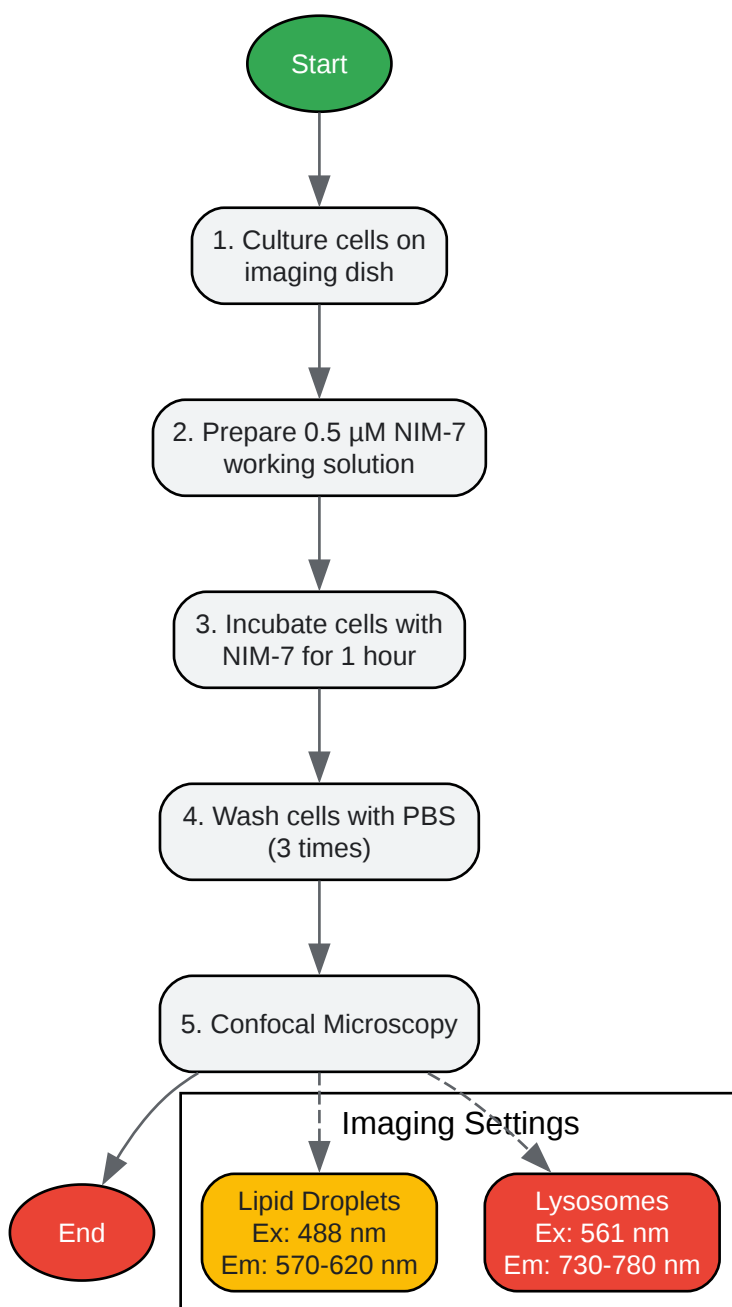 Start
1. Culture cells on
imaging dish
2. Prepare 0.5 µM NIM-7
working solution
3. Incubate cells with
NIM-7 for 1 hour
4. Wash cells with PBS
(3 times)
5. Confocal Microscopy
Imaging Settings
End
Lipid Droplets
Ex: 488 nm
Em: 570-620 nm
Lysosomes
Ex: 561 nm
Em: 730-780 nm